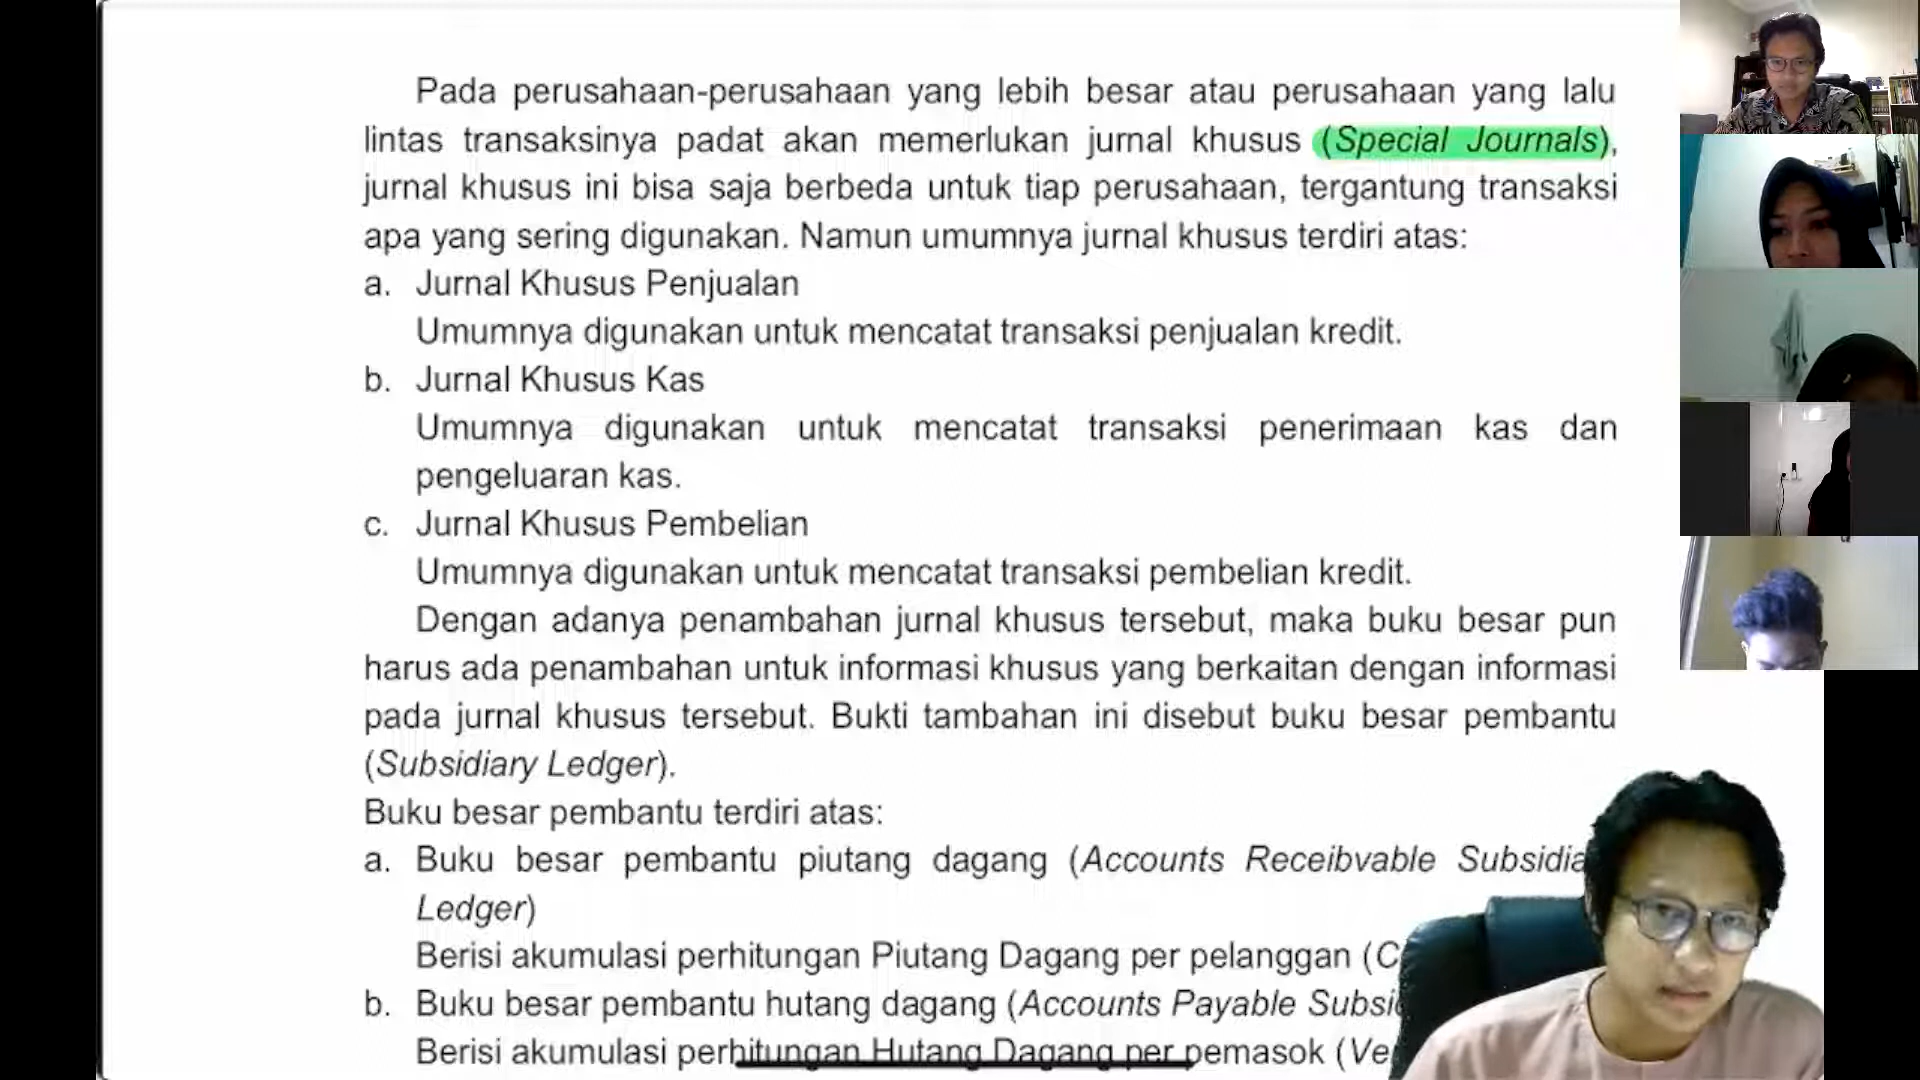 Pada perusahaan-perusahaan yang lebih besar atau perusahaan yang lalu
lintas transaksinya padat akan memerlukan jurnal khusus (Special Journals),
jurnal khusus ini bisa saja berbeda untuk tiap perusahaan, tergantung transaksi
apa yang sering digunakan. Namun umumnya jurnal khusus terdiri atas:
a. Jurnal Khusus Penjualan
Umumnya digunakan untuk mencatat transaksi penjualan kredit.
b. Jurnal Khusus Kas
Umumnya digunakan untuk mencatat transaksi penerimaan kas dan
pengeluaran kas.
c. Jurnal Khusus Pembelian
Umumnya digunakan untuk mencatat transaksi pembelian kredit.
Dengan adanya penambahan jurnal khusus tersebut, maka buku besar pun
harus ada penambahan untuk informasi khusus yang berkaitan dengan informasi
pada jurnal khusus tersebut. Bukti tambahan ini disebut buku besar pembantu
(Subsidiary Ledger).
Buku besar pembantu terdiri atas:
a. Buku besar pembantu piutang dagang (Accounts Receibvable
Ledger)
Berisi akumulasi perhitungan Piutang Dagang per pelanggan
b. Buku besar pembantu hutang dagang (Accounts Payable
Berisi akumulasi perhitungan Hutang Dagang per pemasok